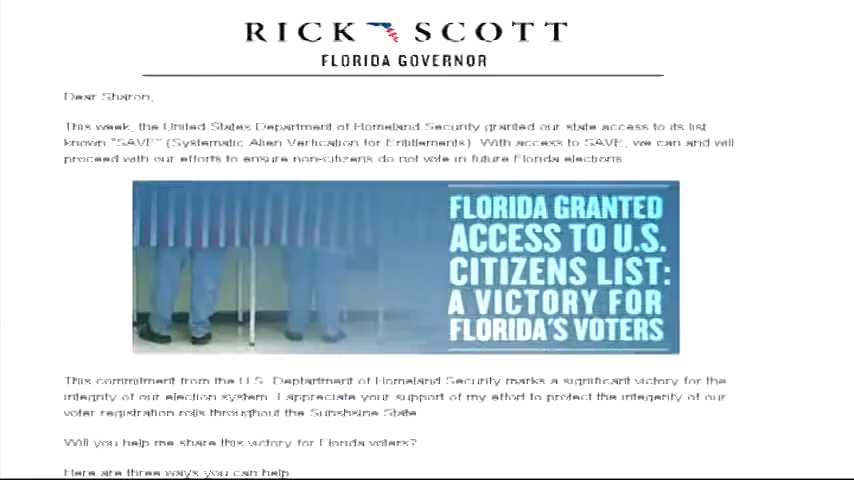 RICK SCOTT
FLORIDA GOVERNOR
Dear Sharon,
This week, the United States Department of Homeland Security granted our state access to its list
known "SAVE" (Systematic Alien Verification for Entitlements). With access to SAVE, we can and will
proceed with our efforts to ensure non-citizens do not vote in future Florida elections.
FLORIDA GRANTED
ACCESS TO U.S.
CITIZENS LIST:
A VICTORY FOR
FLORIDA'S VOTERS
This commitment from the U.S. Deptartment of Homeland Security marks a significant victory for the
integrity of our election system. I appreciate your support of my effort to protect the integerity of our
voter registration rolls throughout the Sunshsine State.
Will you help me share this victory for Florida voters?
Here are three ways you can help